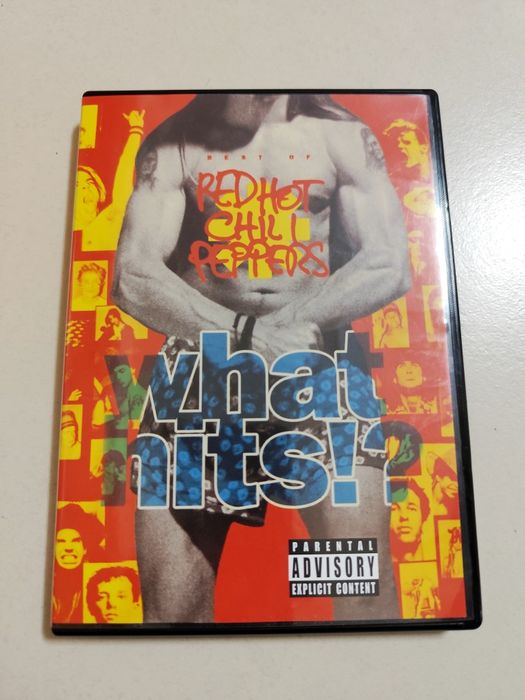 BEST OF
RED HOT
CHILI
PEPPERS
what
hits!?
PARENTAL
ADVISORY
EXPLICIT CONTENT